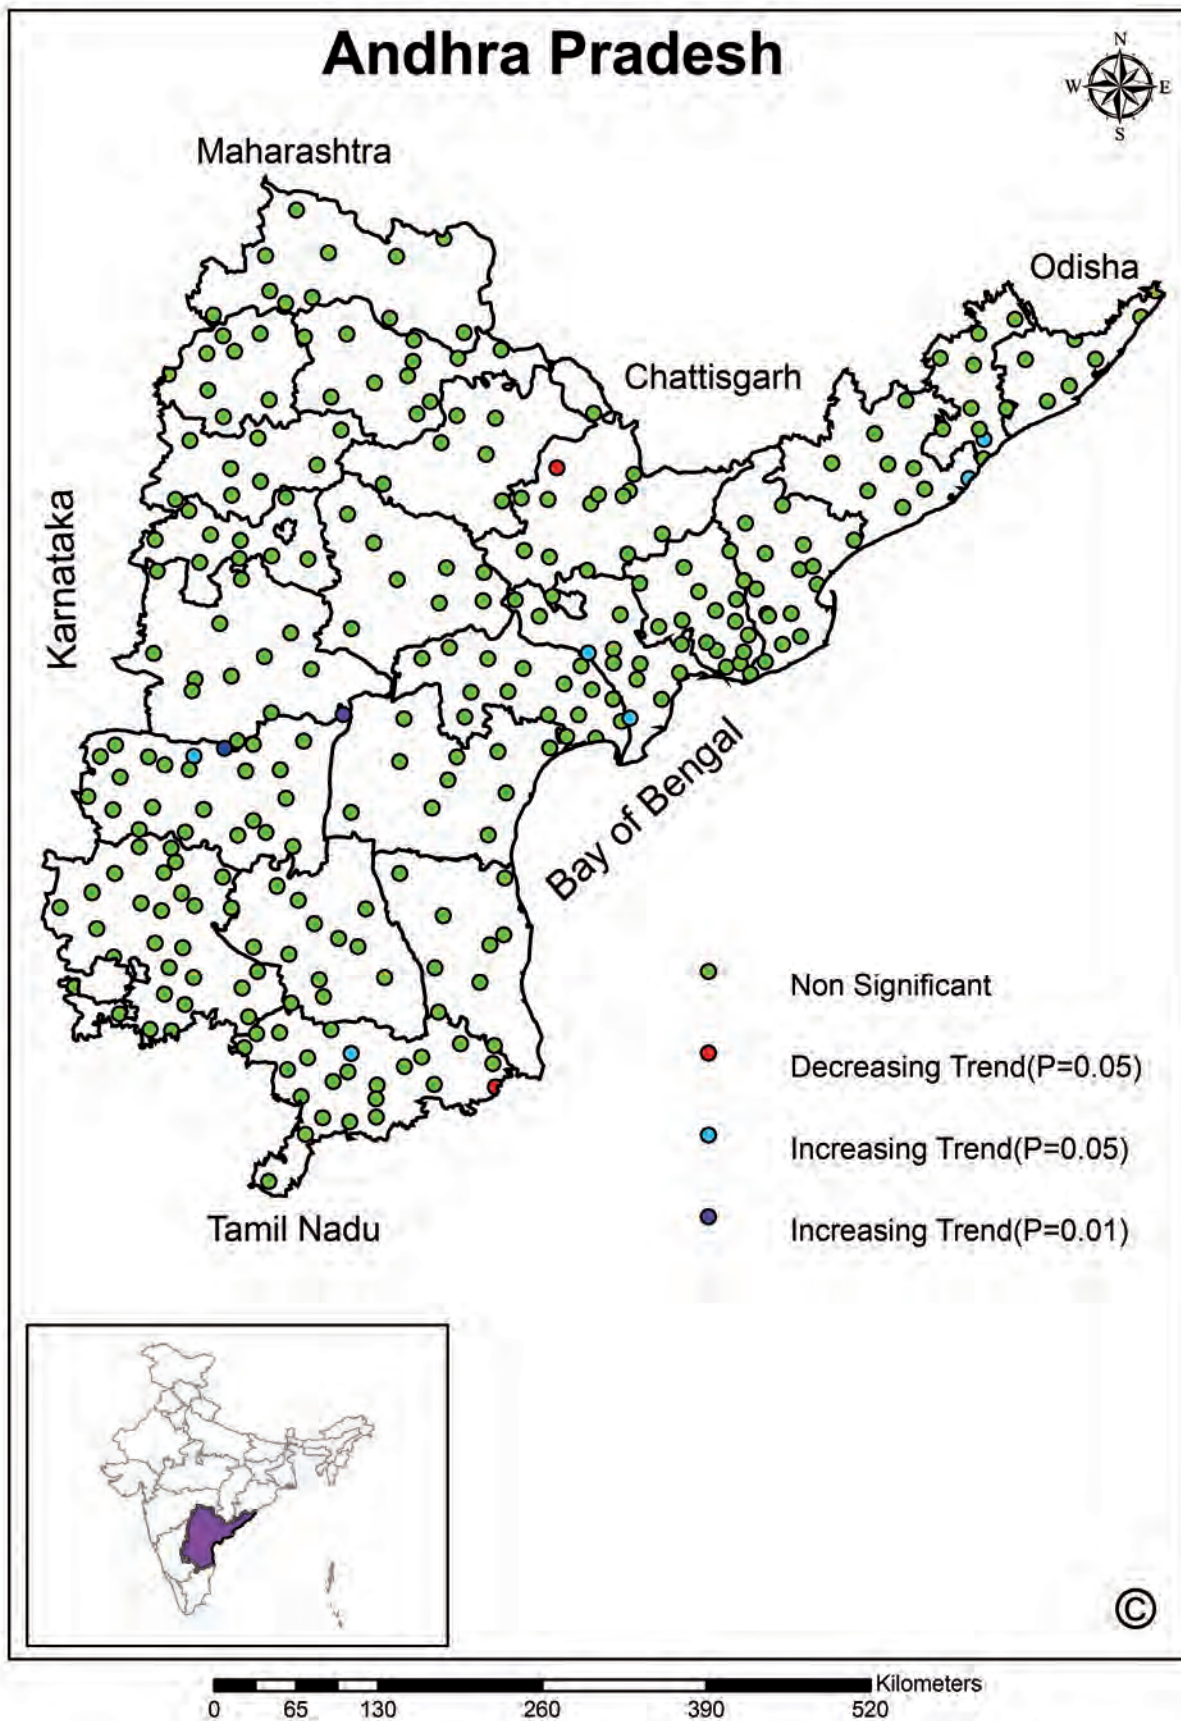 Andhra Pradesh
N
W
E
S
Maharashtra
Odisha
Chattisgarh
Karnataka
Bay of Bengal
Non Significant
Decreasing Trend(P=0.05)
Increasing Trend(P=0.05)
Increasing Trend(P=0.01)
Tamil Nadu
©
Kilometers
0 65 130 260 390 520